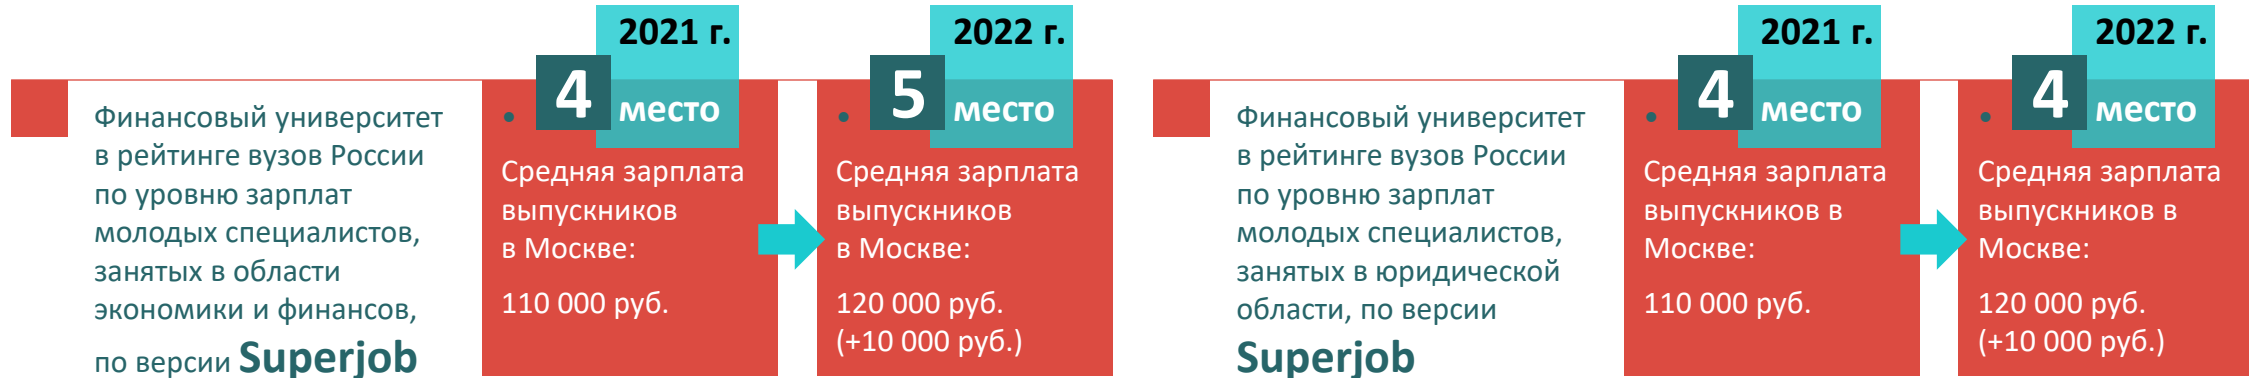 Финансовый университет
в рейтинге вузов России
по уровню зарплат
молодых специалистов,
занятых в области
экономики и финансов,
по версии Superjob
2021 г.
• 4 место
Средняя зарплата
выпускников
в Москве:
110 000 руб.
2022 г.
• 5 место
Средняя зарплата
выпускников
в Москве:
120 000 руб.
(+10 000 руб.)
Финансовый университет
в рейтинге вузов России
по уровню зарплат
молодых специалистов,
занятых в юридической
области, по версии
Superjob
2021 г.
• 4 место
Средняя зарплата
выпускников в
Москве:
110 000 руб.
2022 г.
• 4 место
Средняя зарплата
выпускников в
Москве:
120 000 руб.
(+10 000 руб.)